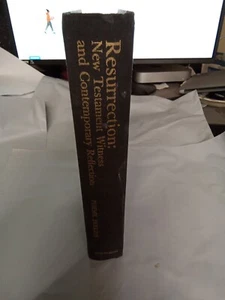 Resurrection:
New Testament Witness
and Contemporary Reflection